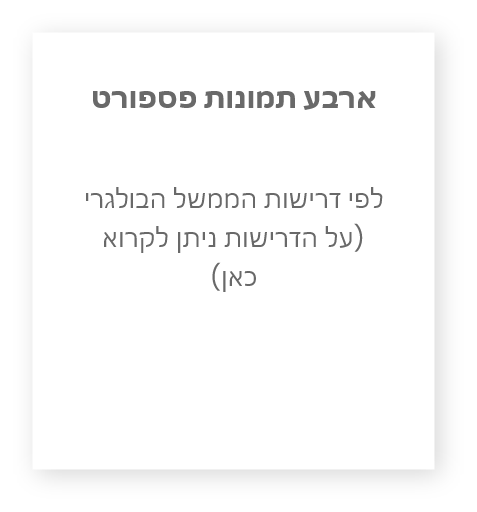 ארבע תמונות פספורט
לפי דרישות הממשל הבולגרי
(על הדרישות ניתן לקרוא
כאן)